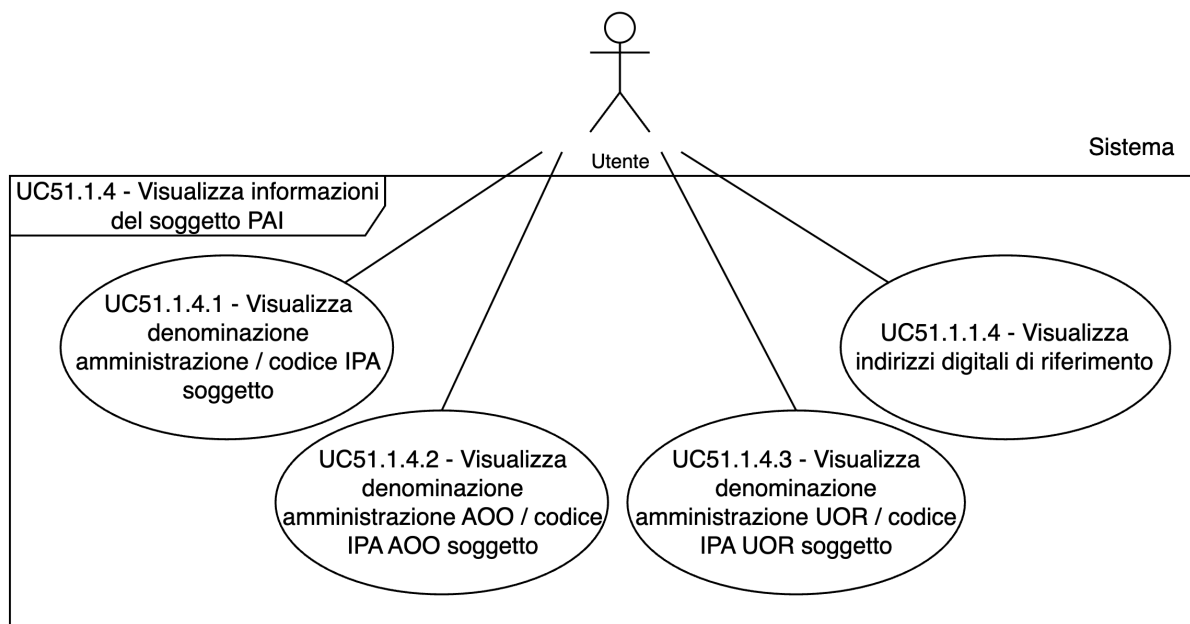 Utente
Sistema
UC51.1.4 - Visualizza informazioni
del soggetto PAI
UC51.1.4.1 - Visualizza
denominazione
amministrazione / codice IPA
soggetto
UC51.1.4.2 - Visualizza
denominazione
amministrazione AOO / codice
IPA AOO soggetto
UC51.1.4.3 - Visualizza
denominazione
amministrazione UOR / codice
IPA UOR soggetto
UC51.1.1.4 - Visualizza
indirizzi digitali di riferimento